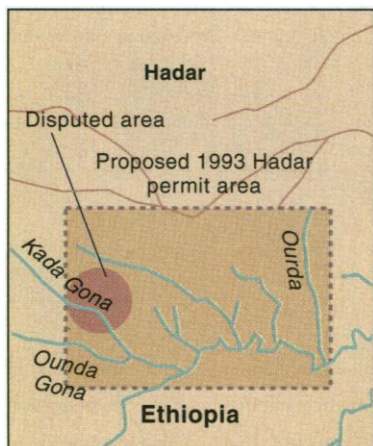 Hadar
Disputed area
Proposed 1993 Hadar
permit area
Kada Gona
Ourda
Ounda
Gona
Ethiopia